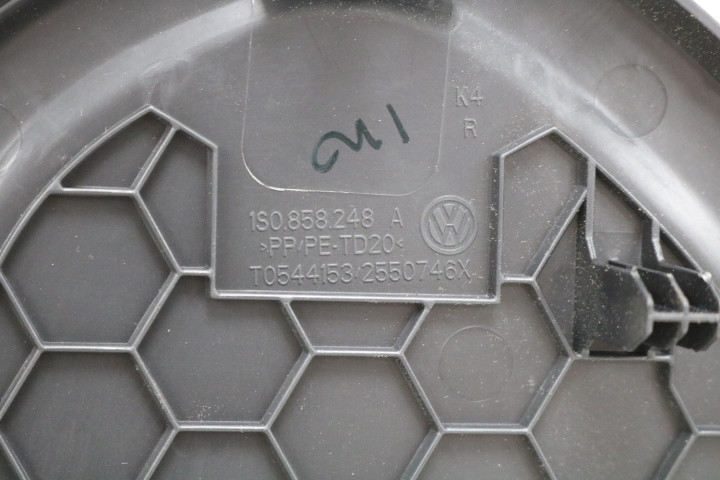 K4
R
1S0.858.248 A
>PP/PE-TD20<
T0544153/2550746X